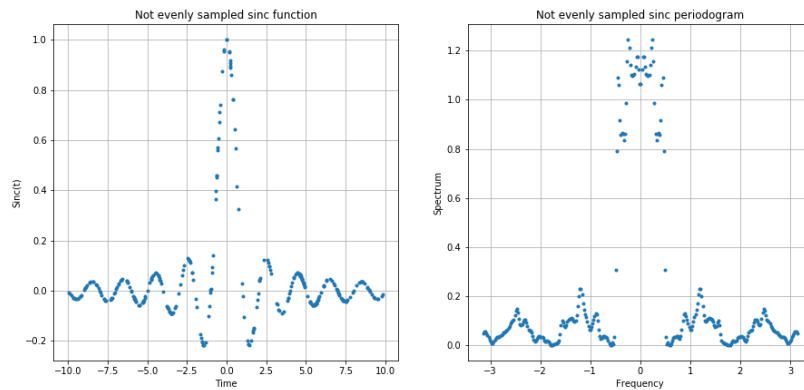 Not evenly sampled sinc function
1.0
0.8
0.6
0.4
0.2
0.0
−0.2
Sinc(t)
−10.0 −7.5 −5.0 −2.5 0.0 2.5 5.0 7.5 10.0
Time
Not evenly sampled sinc periodogram
1.2
1.0
0.8
0.6
0.4
0.2
0.0
Spectrum
−3 −2 −1 0 1 2 3
Frequency